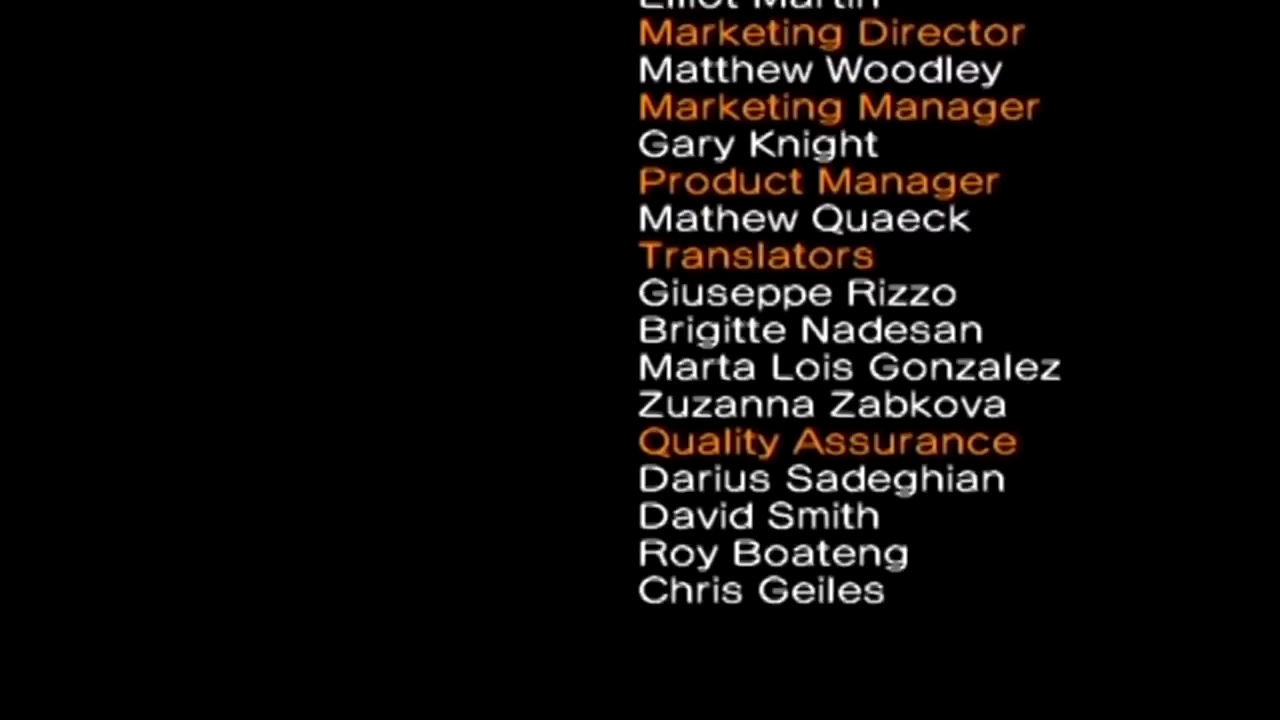 Elliot Martin
Marketing Director
Matthew Woodley
Marketing Manager
Gary Knight
Product Manager
Mathew Quaeck
Translators
Giuseppe Rizzo
Brigitte Nadesan
Marta Lois Gonzalez
Zuzanna Zabkova
Quality Assurance
Darius Sadeghian
David Smith
Roy Boateng
Chris Geiles